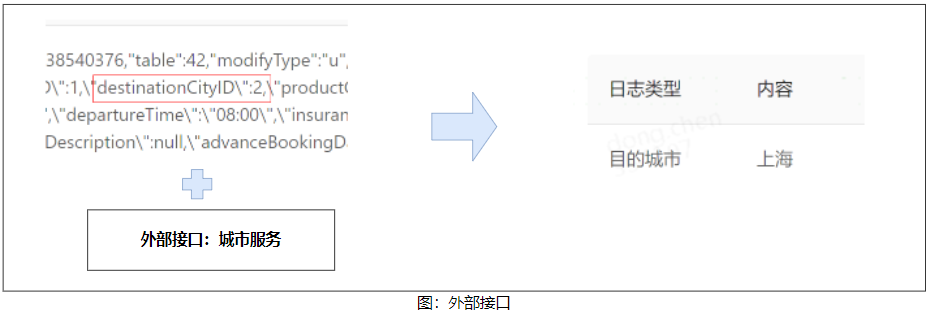 38540376,"table":42,"modifyType":"u",
\":1,\"destinationCityID\":2,\"product
,\"departureTime\":\"08:00\",\"insuran
Description\":null,\"advanceBookingD
外部接口：城市服务
日志类型 内容
目的城市 上海
dong chen
图：外部接口